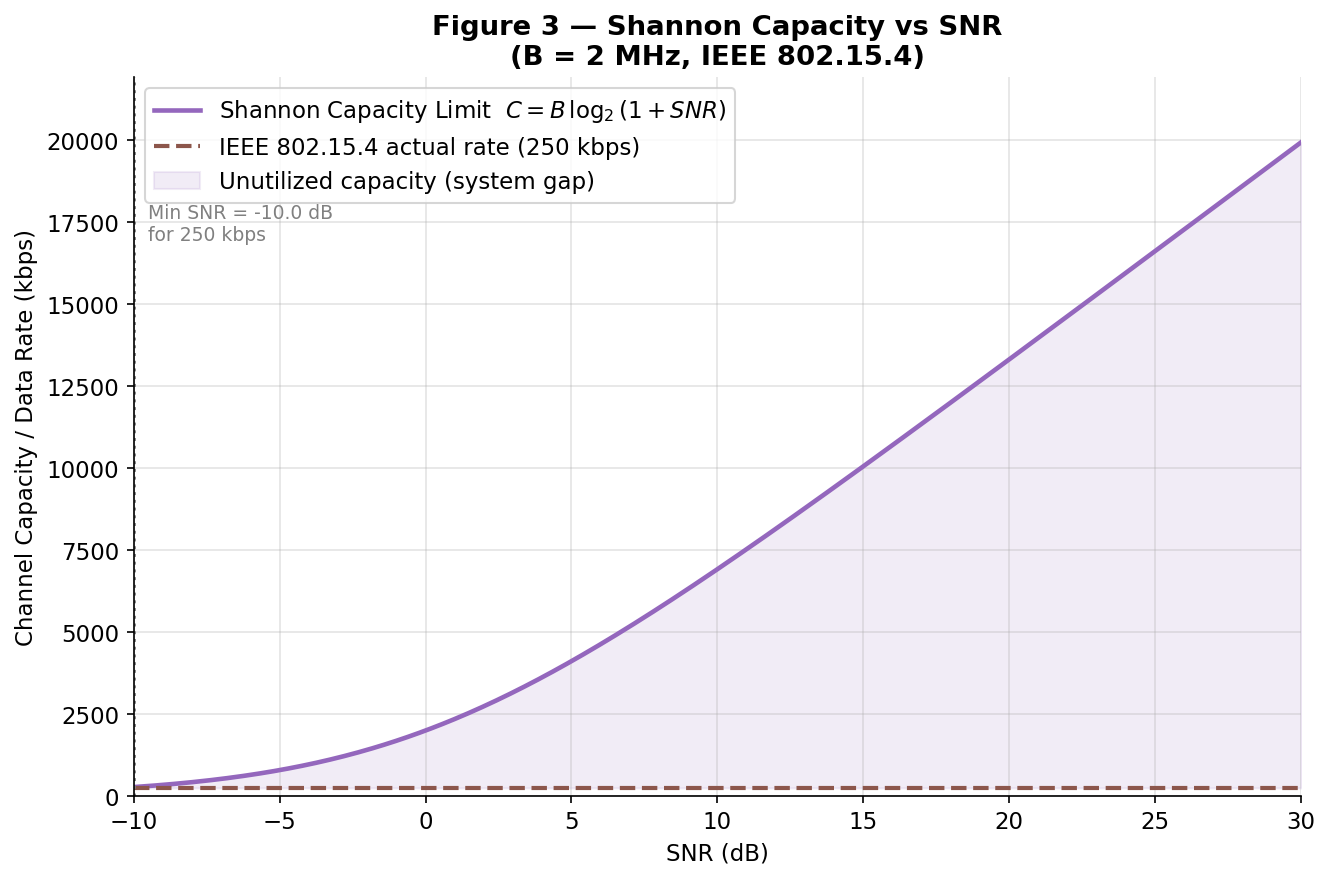 Figure 3 — Shannon Capacity vs SNR
(B = 2 MHz, IEEE 802.15.4)
Shannon Capacity Limit C = B log₂ (1 + SNR)
IEEE 802.15.4 actual rate (250 kbps)
Unutilized capacity (system gap)
Min SNR = -10.0 dB
for 250 kbps
Channel Capacity / Data Rate (kbps)
20000
17500
15000
12500
10000
7500
5000
2500
0
−10 −5 0 5 10 15 20 25 30
SNR (dB)